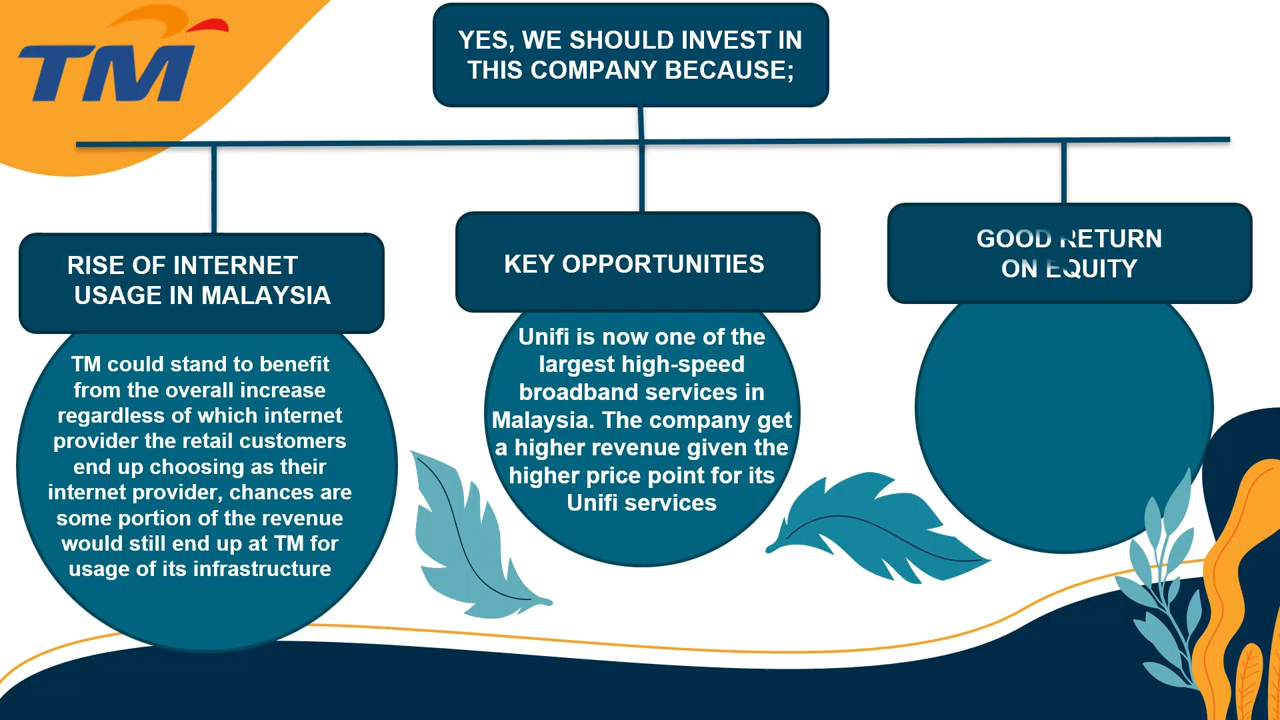 TM
YES, WE SHOULD INVEST IN
THIS COMPANY BECAUSE;
RISE OF INTERNET
USAGE IN MALAYSIA
TM could stand to benefit
from the overall increase
regardless of which internet
provider the retail customers
end up choosing as their
internet provider, chances are
some portion of the revenue
would still end up at TM for
usage of its infrastructure
KEY OPPORTUNITIES
Unifi is now one of the
largest high-speed
broadband services in
Malaysia. The company get
a higher revenue given the
higher price point for its
Unifi services
GOOD RETURN
ON EQUITY